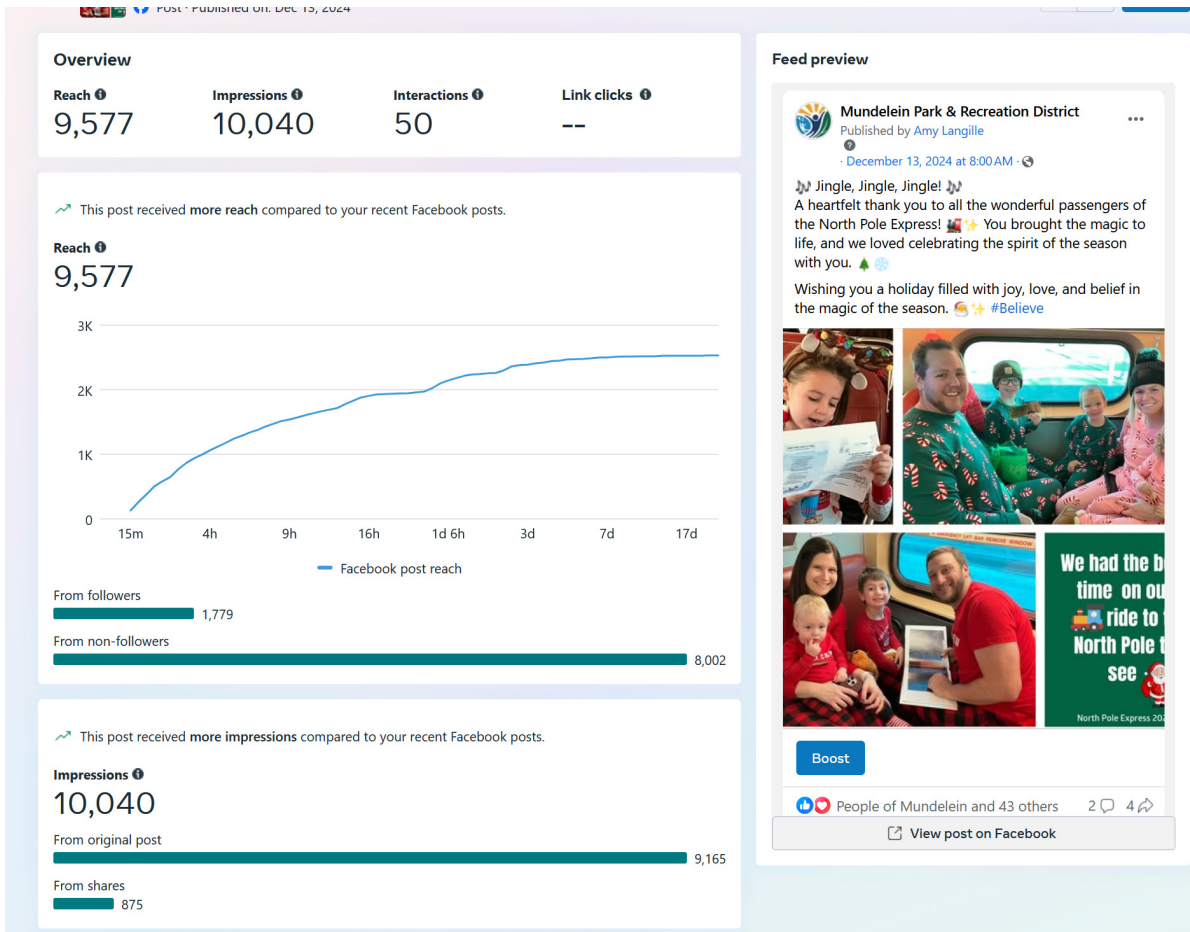 Post · Published on: Dec 13, 2024
Overview
Reach
9,577
Impressions
10,040
Interactions
50
Link clicks
--
This post received more reach compared to your recent Facebook posts.
Reach
9,577
3K
2K
1K
0
15m 4h 9h 16h 1d 6h 3d 7d 17d
Facebook post reach
From followers
1,779
From non-followers
8,002
This post received more impressions compared to your recent Facebook posts.
Impressions
10,040
From original post
9,165
From shares
875
Feed preview
Mundelein Park & Recreation District
Published by Amy Langille
· December 13, 2024 at 8:00 AM ·
🎶 Jingle, Jingle, Jingle! 🎶
A heartfelt thank you to all the wonderful passengers of
the North Pole Express! 🚂✨ You brought the magic to
life, and we loved celebrating the spirit of the season
with you. 🎄❄️
Wishing you a holiday filled with joy, love, and belief in
the magic of the season. 🎅✨ #Believe
We had the b
time on ou
ride to
North Pole t
see
North Pole Express 202
Boost
People of Mundelein and 43 others 2 4
View post on Facebook